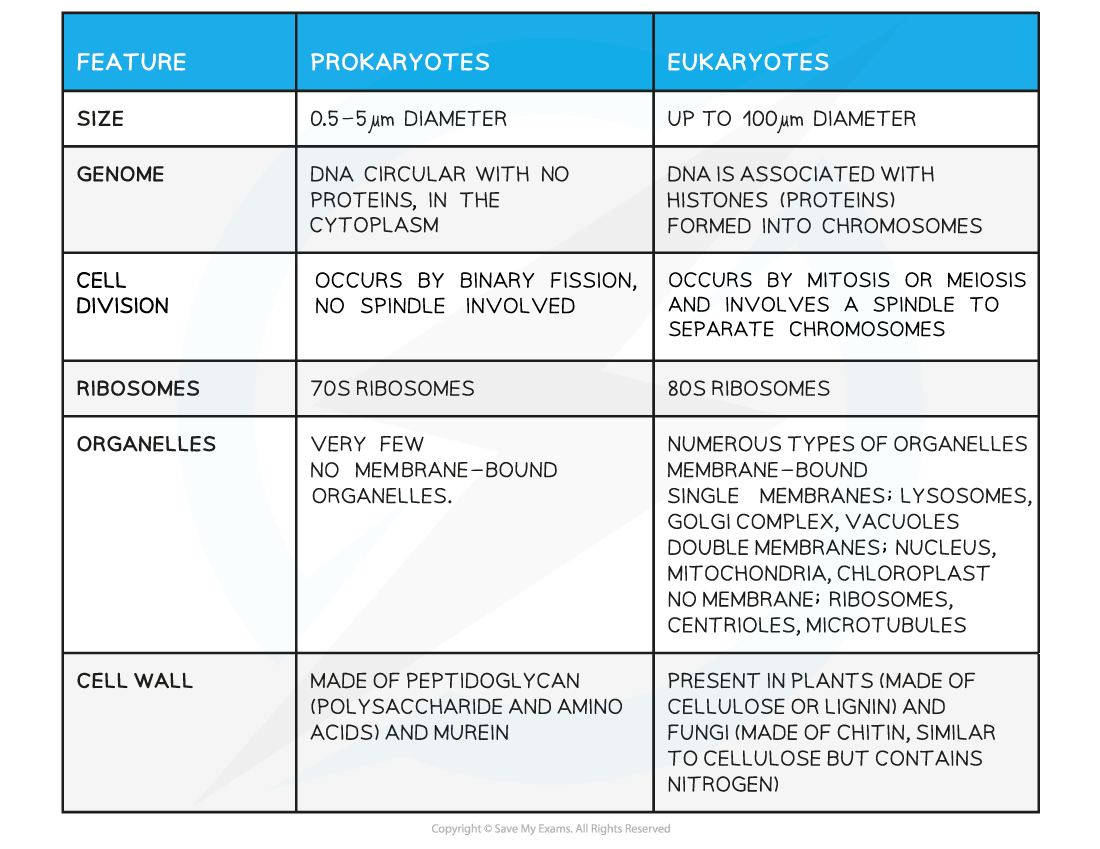 FEATURE
PROKARYOTES
EUKARYOTES
SIZE
0.5-5µm DIAMETER
UP TO 100µm DIAMETER
GENOME
DNA CIRCULAR WITH NO
PROTEINS, IN THE
CYTOPLASM
DNA IS ASSOCIATED WITH
HISTONES (PROTEINS)
FORMED INTO CHROMOSOMES
CELL
DIVISION
OCCURS BY BINARY FISSION,
NO SPINDLE INVOLVED
OCCURS BY MITOSIS OR MEIOSIS
AND INVOLVES A SPINDLE TO
SEPARATE CHROMOSOMES
RIBOSOMES
70S RIBOSOMES
80S RIBOSOMES
ORGANELLES
VERY FEW
NO MEMBRANE-BOUND
ORGANELLES.
NUMEROUS TYPES OF ORGANELLES
MEMBRANE-BOUND
SINGLE MEMBRANES; LYSOSOMES,
GOLGI COMPLEX, VACUOLES
DOUBLE MEMBRANES; NUCLEUS,
MITOCHONDRIA, CHLOROPLAST
NO MEMBRANE; RIBOSOMES,
CENTRIOLES, MICROTUBULES
CELL WALL
MADE OF PEPTIDOGLYCAN
(POLYSACCHARIDE AND AMINO
ACIDS) AND MUREIN
PRESENT IN PLANTS (MADE OF
CELLULOSE OR LIGNIN) AND
FUNGI (MADE OF CHITIN, SIMILAR
TO CELLULOSE BUT CONTAINS
NITROGEN)
Copyright © Save My Exams. All Rights Reserved